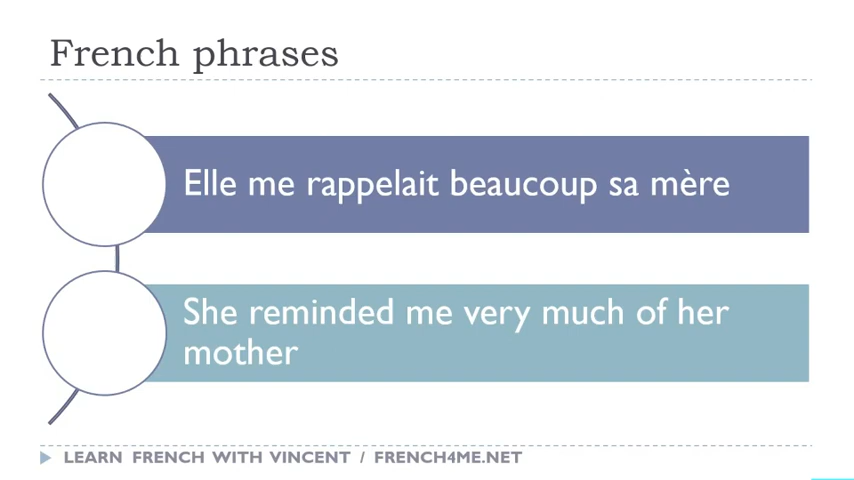 French phrases
Elle me rappelait beaucoup sa mère
She reminded me very much of her
mother
LEARN FRENCH WITH VINCENT / FRENCH4ME.NET